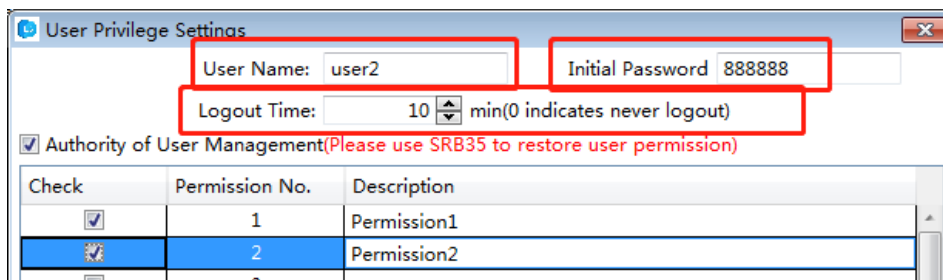 User Privilege Settings
User Name: user2 Initial Password 888888
Logout Time: 10 min(0 indicates never logout)
Authority of User Management(Please use SRB35 to restore user permission)
Check Permission No. Description
1 Permission1
2 Permission2